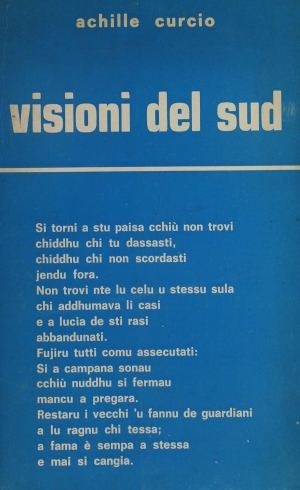 achille curcio
visioni del sud
Si torni a stu paisa cchiù non trovi
chiddhu chi tu dassasti,
chiddhu chi non scordasti
jendu fora.
Non trovi nte lu celu u stessu sula
chi addhumava li casi
e a lucia de sti rasi
abbandunati.
Fujiru tutti comu assecutati:
Si a campana sonau
cchiù nuddhu si fermau
mancu a pregara.
Restaru i vecchi 'u fannu de guardiani
a lu ragnu chi tessa;
a fama è sempa a stessa
e mai si cangia.